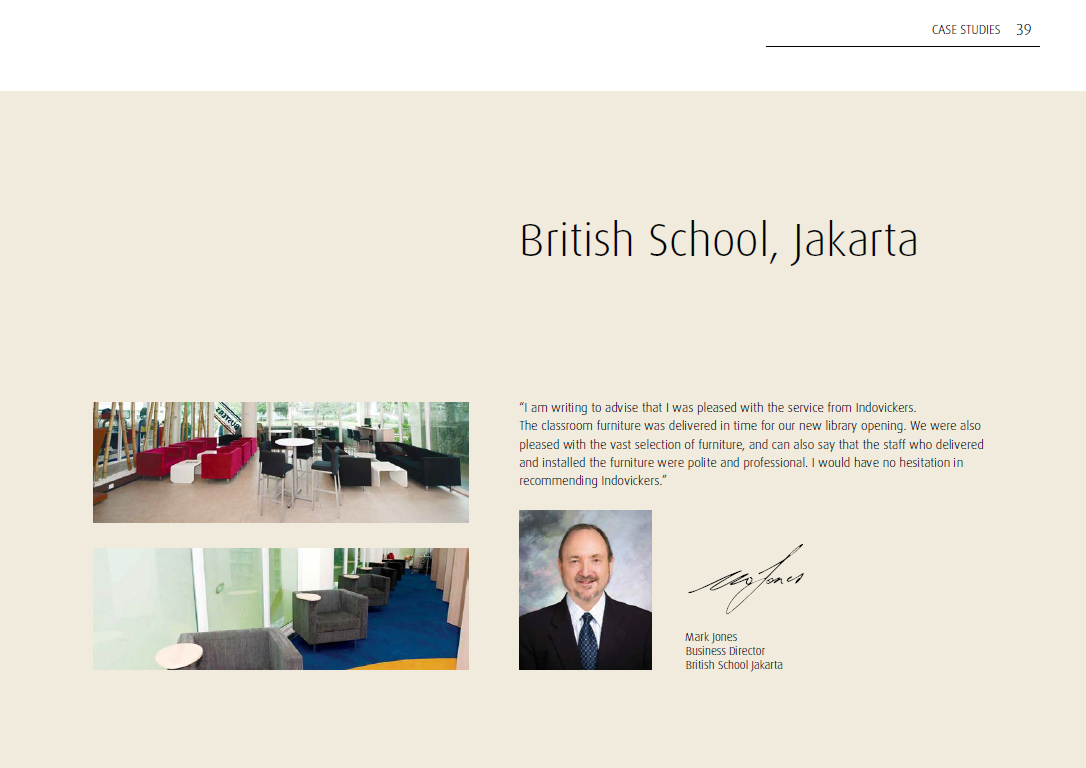 CASE STUDIES 39
British School, Jakarta
“I am writing to advise that I was pleased with the service from Indovickers.
The classroom furniture was delivered in time for our new library opening. We were also
pleased with the vast selection of furniture, and can also say that the staff who delivered
and installed the furniture were polite and professional. I would have no hesitation in
recommending Indovickers.”
Mark Jones
Business Director
British School Jakarta